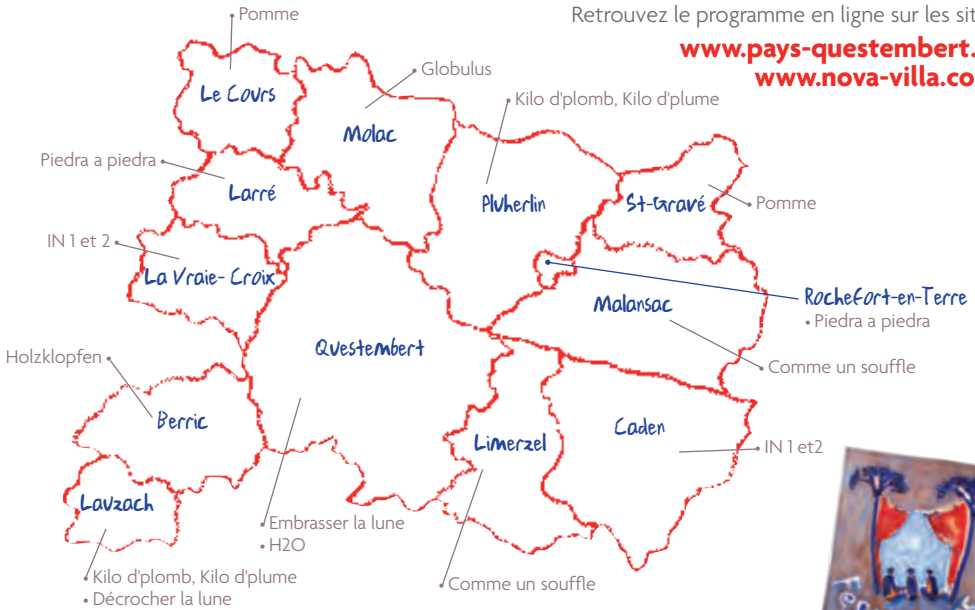 • Pomme
Retrouvez le programme en ligne sur les
www.pays-questembert.
www.nova-villa.co
Le Cours
• Globulus
Molac
• Kilo d'plomb, Kilo d'plume
Piedra a piedra •
Larré
Pluherlin
St-Gravé
• Pomme
IN 1 et 2 •
La Vraie-Croix
Rochefort-en-Terre
• Piedra a piedra
Malansac
Questembert
Holzklopfen •
• Comme un souffle
Berric
Limerzel
Caden
• IN 1 et2
Lauzach
• Embrasser la lune
• H2O
• Kilo d'plomb, Kilo d'plume
• Décrocher la lune
• Comme un souffle